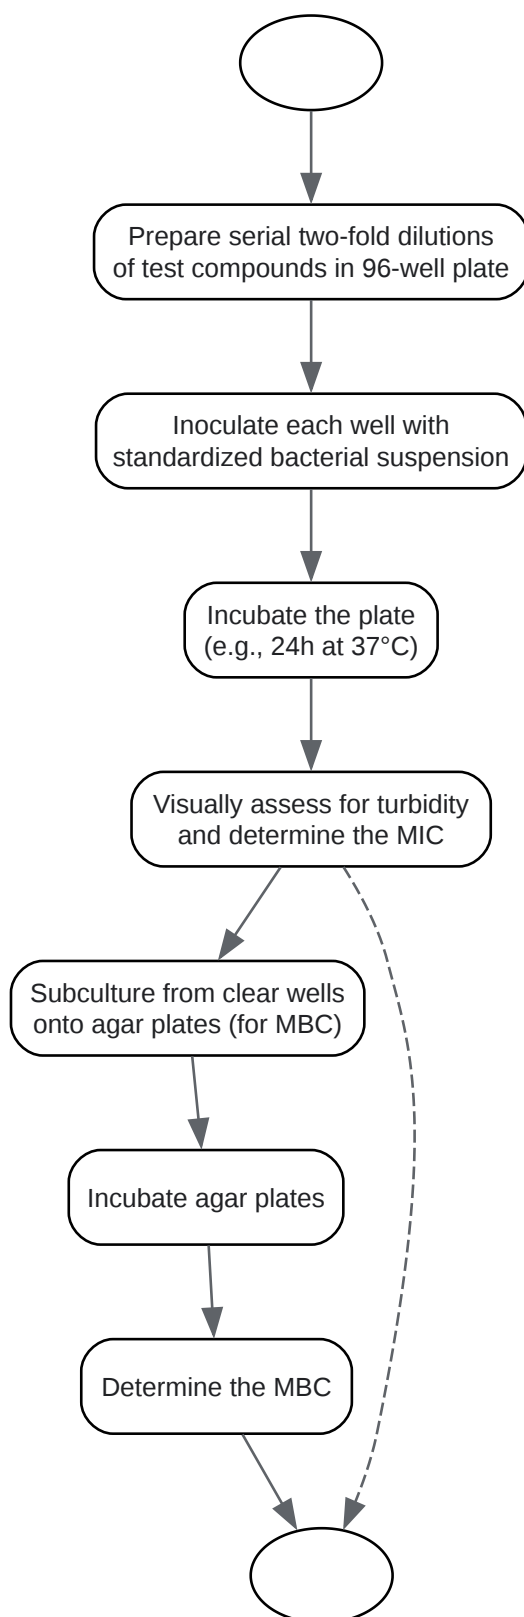 Prepare serial two-fold dilutions
of test compounds in 96-well plate
Inoculate each well with
standardized bacterial suspension
Incubate the plate
(e.g., 24h at 37°C)
Visually assess for turbidity
and determine the MIC
Subculture from clear wells
onto agar plates (for MBC)
Incubate agar plates
Determine the MBC